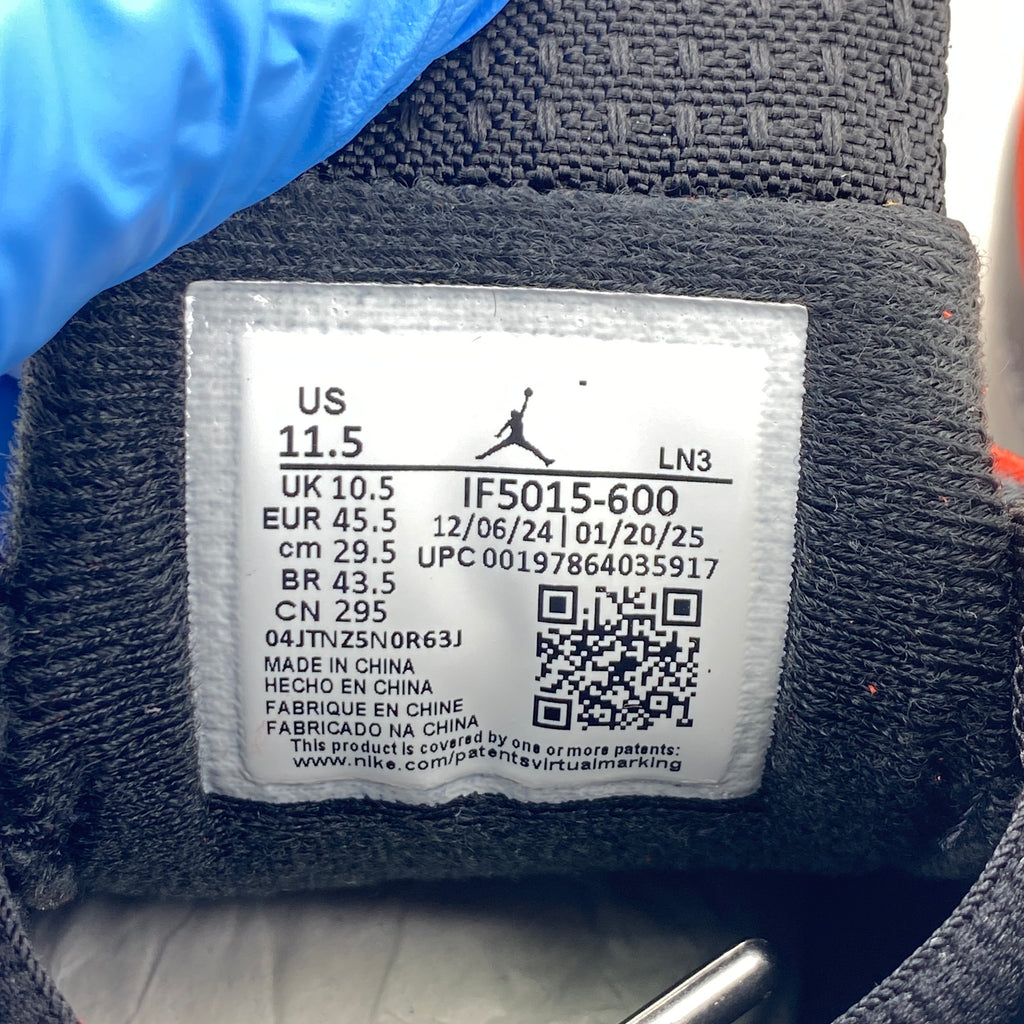 US
11.5
LN3
UK 10.5
EUR 45.5
cm 29.5
BR 43.5
CN 295
IF5015-600
12/06/24|01/20/25
UPC 00197864035917
04JTNZ5N0R63J
MADE IN CHINA
HECHO EN CHINA
FABRIQUE EN CHINE
FABRICADO NA CHINA
This product is covered by one or more patents:
www.nike.com/patentsvirtualmarking